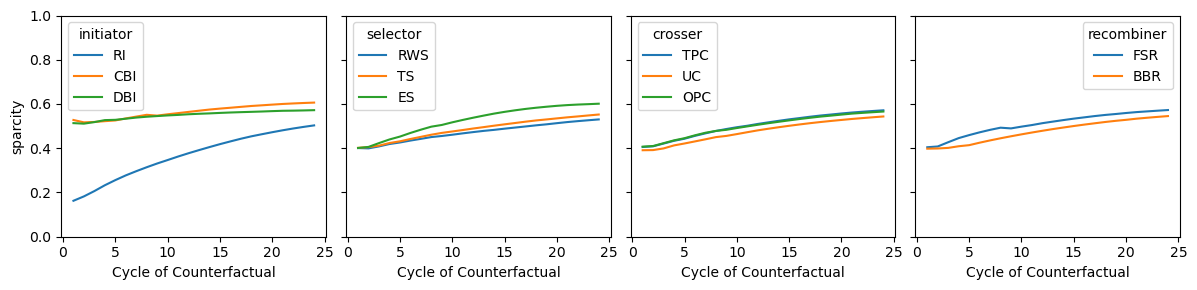 initiator
RI
CBI
DBI
selector
RWS
TS
ES
crosser
TPC
UC
OPC
recombiner
FSR
BBR
1.0
0.8
0.6
0.4
0.2
0.0
sparcity
0 5 10 15 20 25
0 5 10 15 20 25
0 5 10 15 20 25
0 5 10 15 20 25
Cycle of Counterfactual
Cycle of Counterfactual
Cycle of Counterfactual
Cycle of Counterfactual